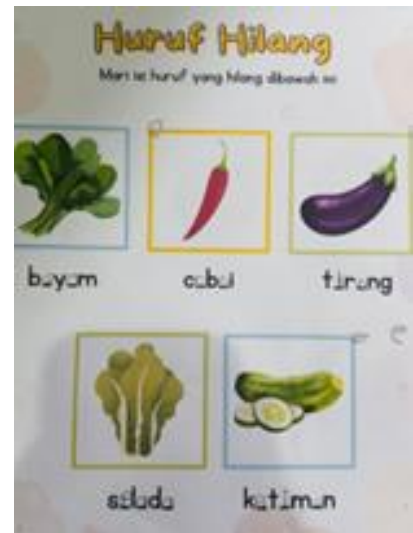 Huruf Hilang
Mari isi huruf yang hilang dibawah ini
b_y_m c_b_i t_r_ng
s_l_d_ k_t_m_n